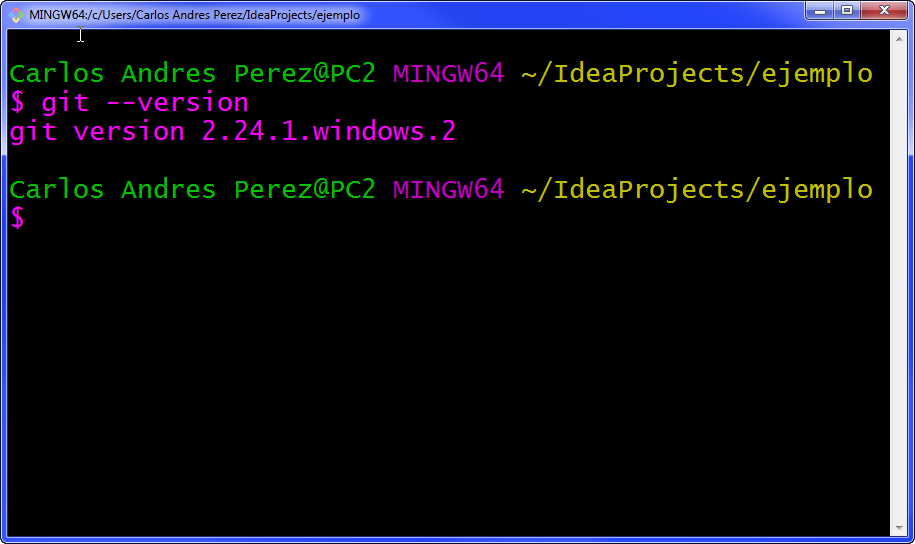 MINGW64:/c/Users/Carlos Andres Perez/IdeaProjects/ejemplo
Carlos Andres Perez@PC2 MINGW64 ~/IdeaProjects/ejemplo
$ git --version
git version 2.24.1.windows.2
Carlos Andres Perez@PC2 MINGW64 ~/IdeaProjects/ejemplo
$